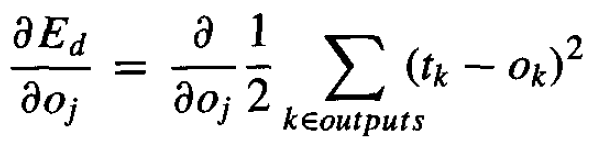 ∂E_d/∂o_j = ∂/∂o_j 1/2 ∑_{k∈outputs} (t_k − o_k)^2